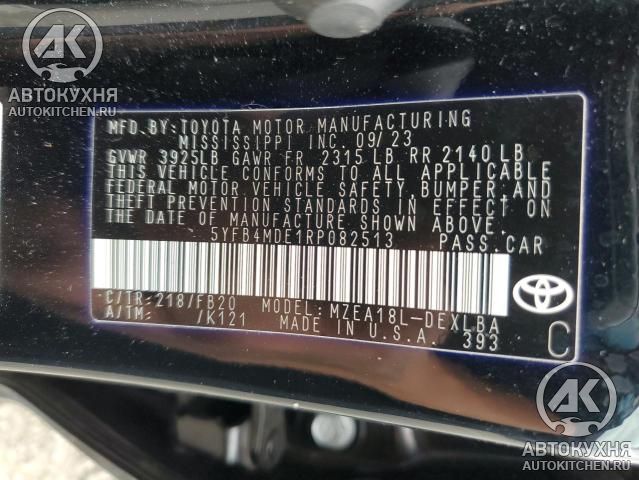 АК
АВТОКУХНЯ
AUTOKITCHEN.RU
MFD.BY:TOYOTA MOTOR MANUFACTURING
MISSISSIPPI INC. 09/23
GVWR 3925LB GAWR FR 2315 LB RR 2140 LB
THIS VEHICLE CONFORMS TO ALL APPLICABLE
FEDERAL MOTOR VEHICLE SAFETY, BUMPER, AND
THEFT PREVENTION STANDARDS IN EFFECT ON
THE DATE OF MANUFACTURE SHOWN ABOVE.
5YFB4MDE1RP082513 PASS.CAR
C/TR:218/FB20 MODEL:MZEA18L-DEXLBA
A/TM: /K121 MADE IN U.S.A. 393
C
АК
АВТОКУХНЯ
AUTOKITCHEN.RU